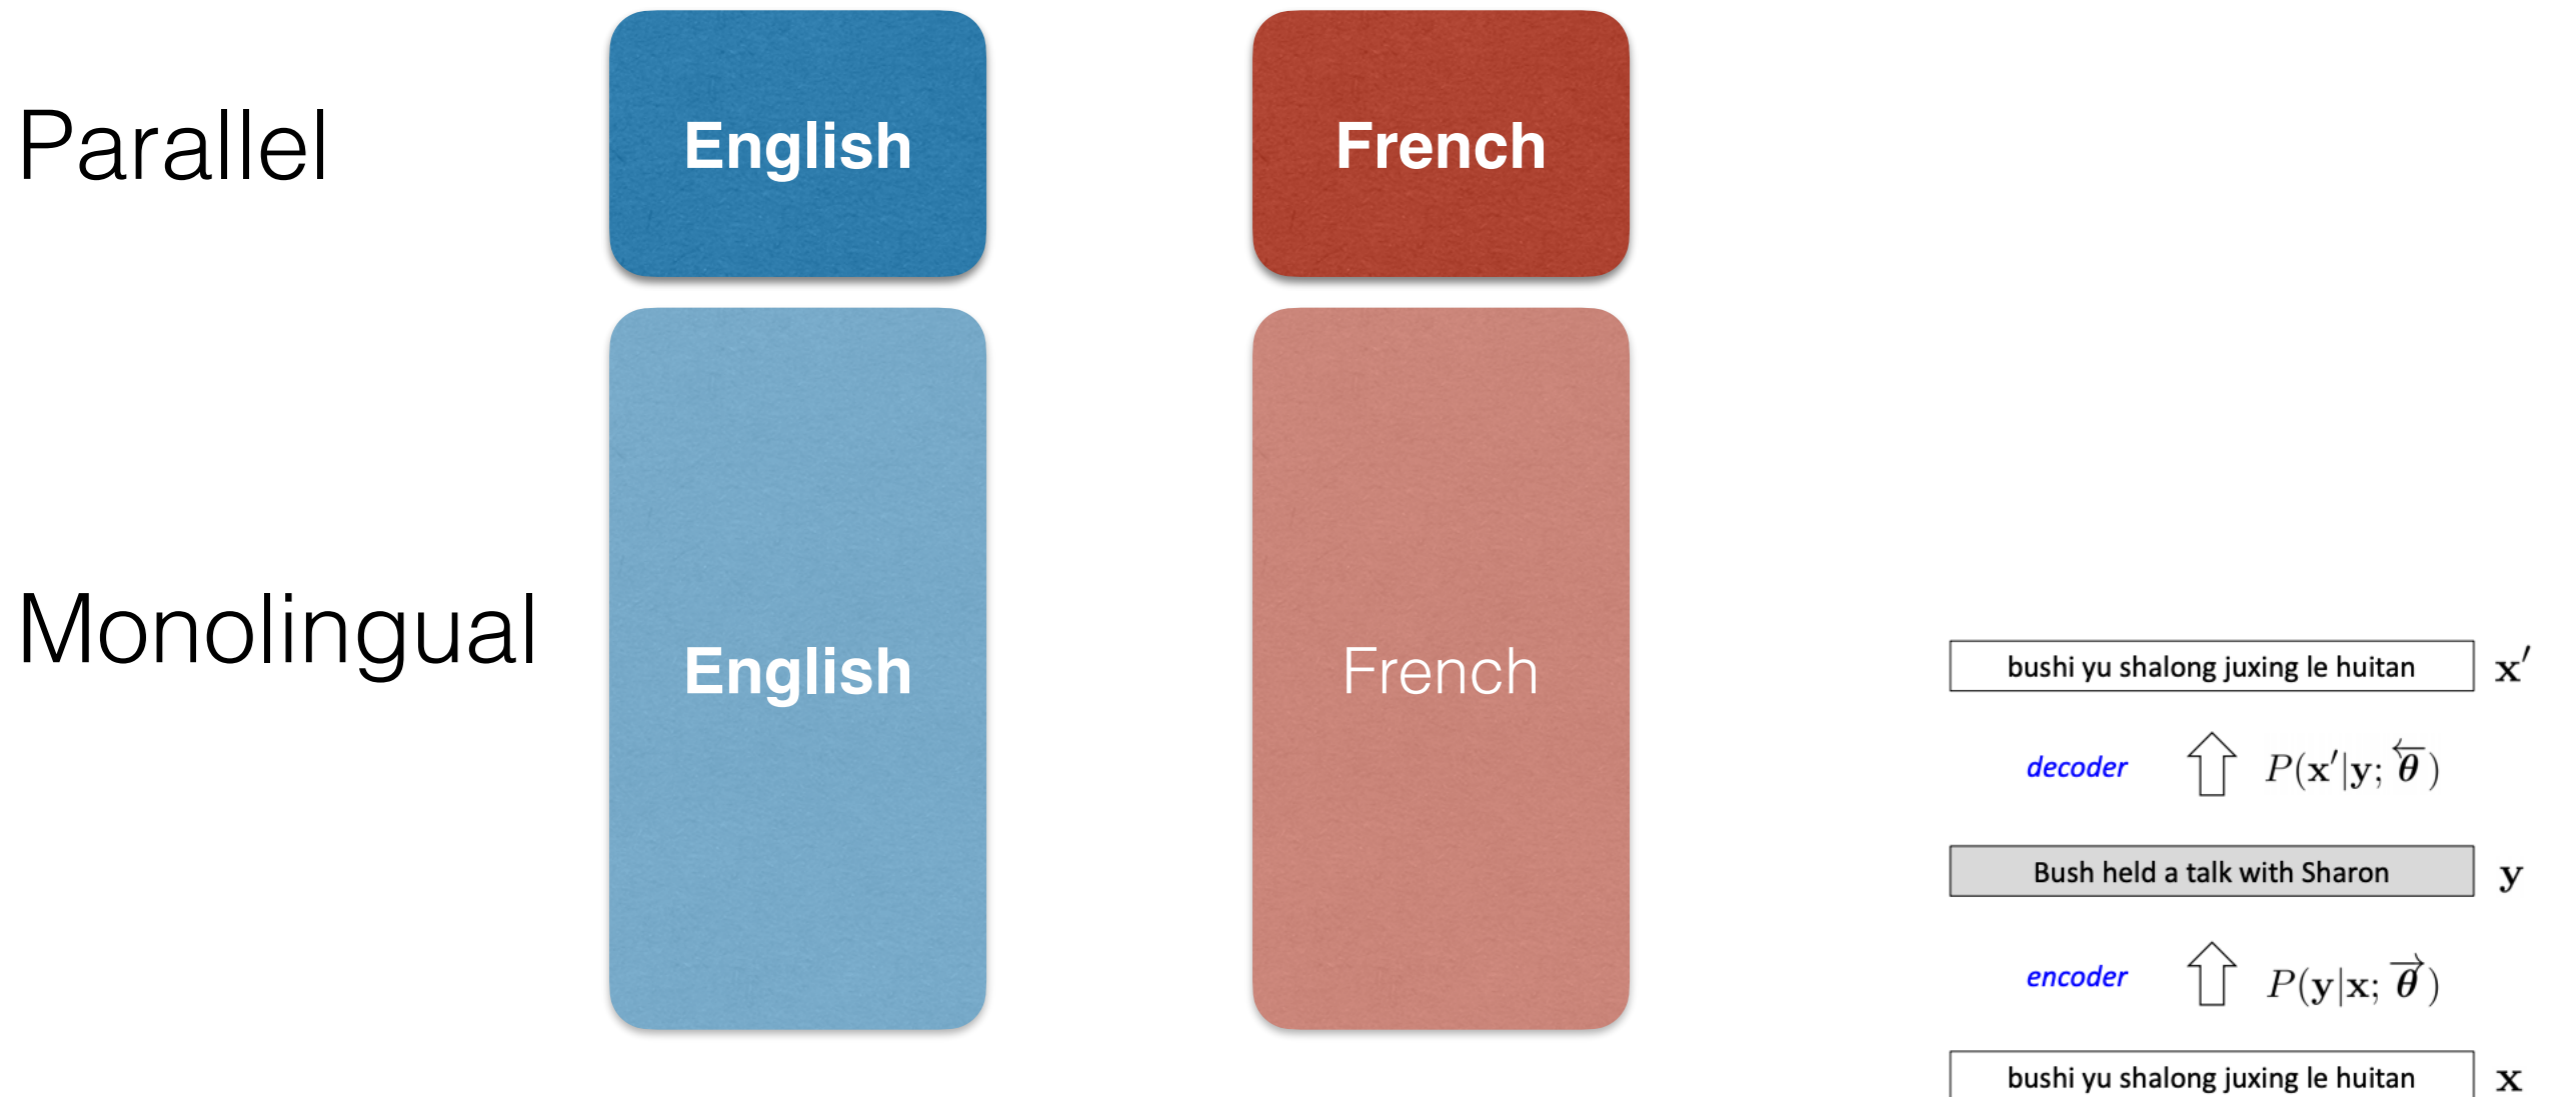 Parallel
English
French
Monolingual
English
French
bushi yu shalong juxing le huitan x′
decoder P(x′|y; θ⃖)
Bush held a talk with Sharon y
encoder P(y|x; θ⃗)
bushi yu shalong juxing le huitan x